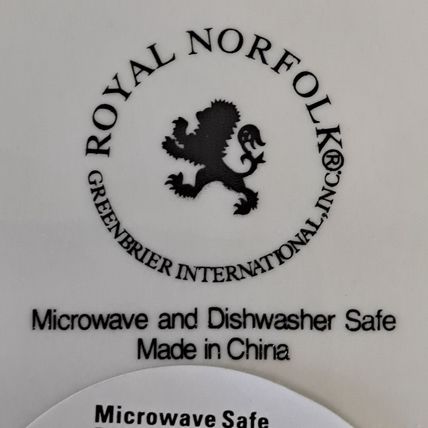 ROYAL NORFOLK®
GREENBRIER INTERNATIONAL, INC.
Microwave and Dishwasher Safe
Made in China
Microwave Safe